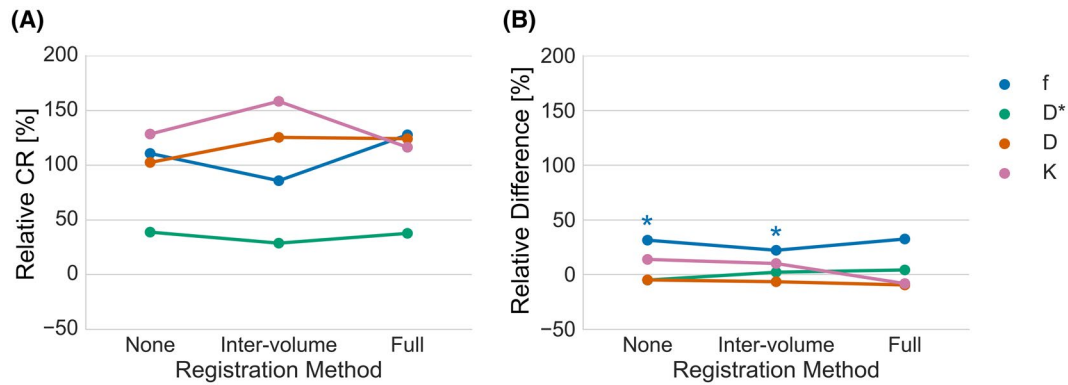 (A)
Relative CR [%]
200
150
100
50
0
−50
None Inter-volume Full
Registration Method
(B)
Relative Difference [%]
200
150
100
50
0
−50
*
*
None Inter-volume Full
Registration Method
f
D*
D
K